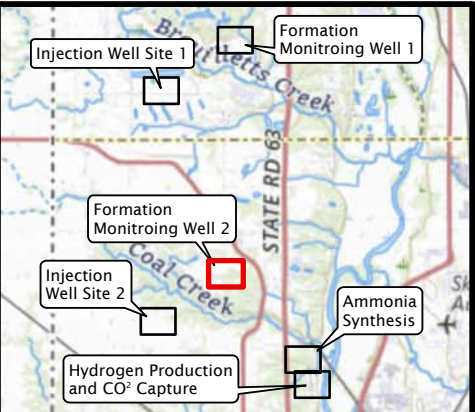 Injection Well Site 1
Formation
Monitroing Well 1
Brouilletts Creek
STATE RD 63
Formation
Monitroing Well 2
Coal Creek
Injection
Well Site 2
Ammonia
Synthesis
Hydrogen Production
and CO² Capture